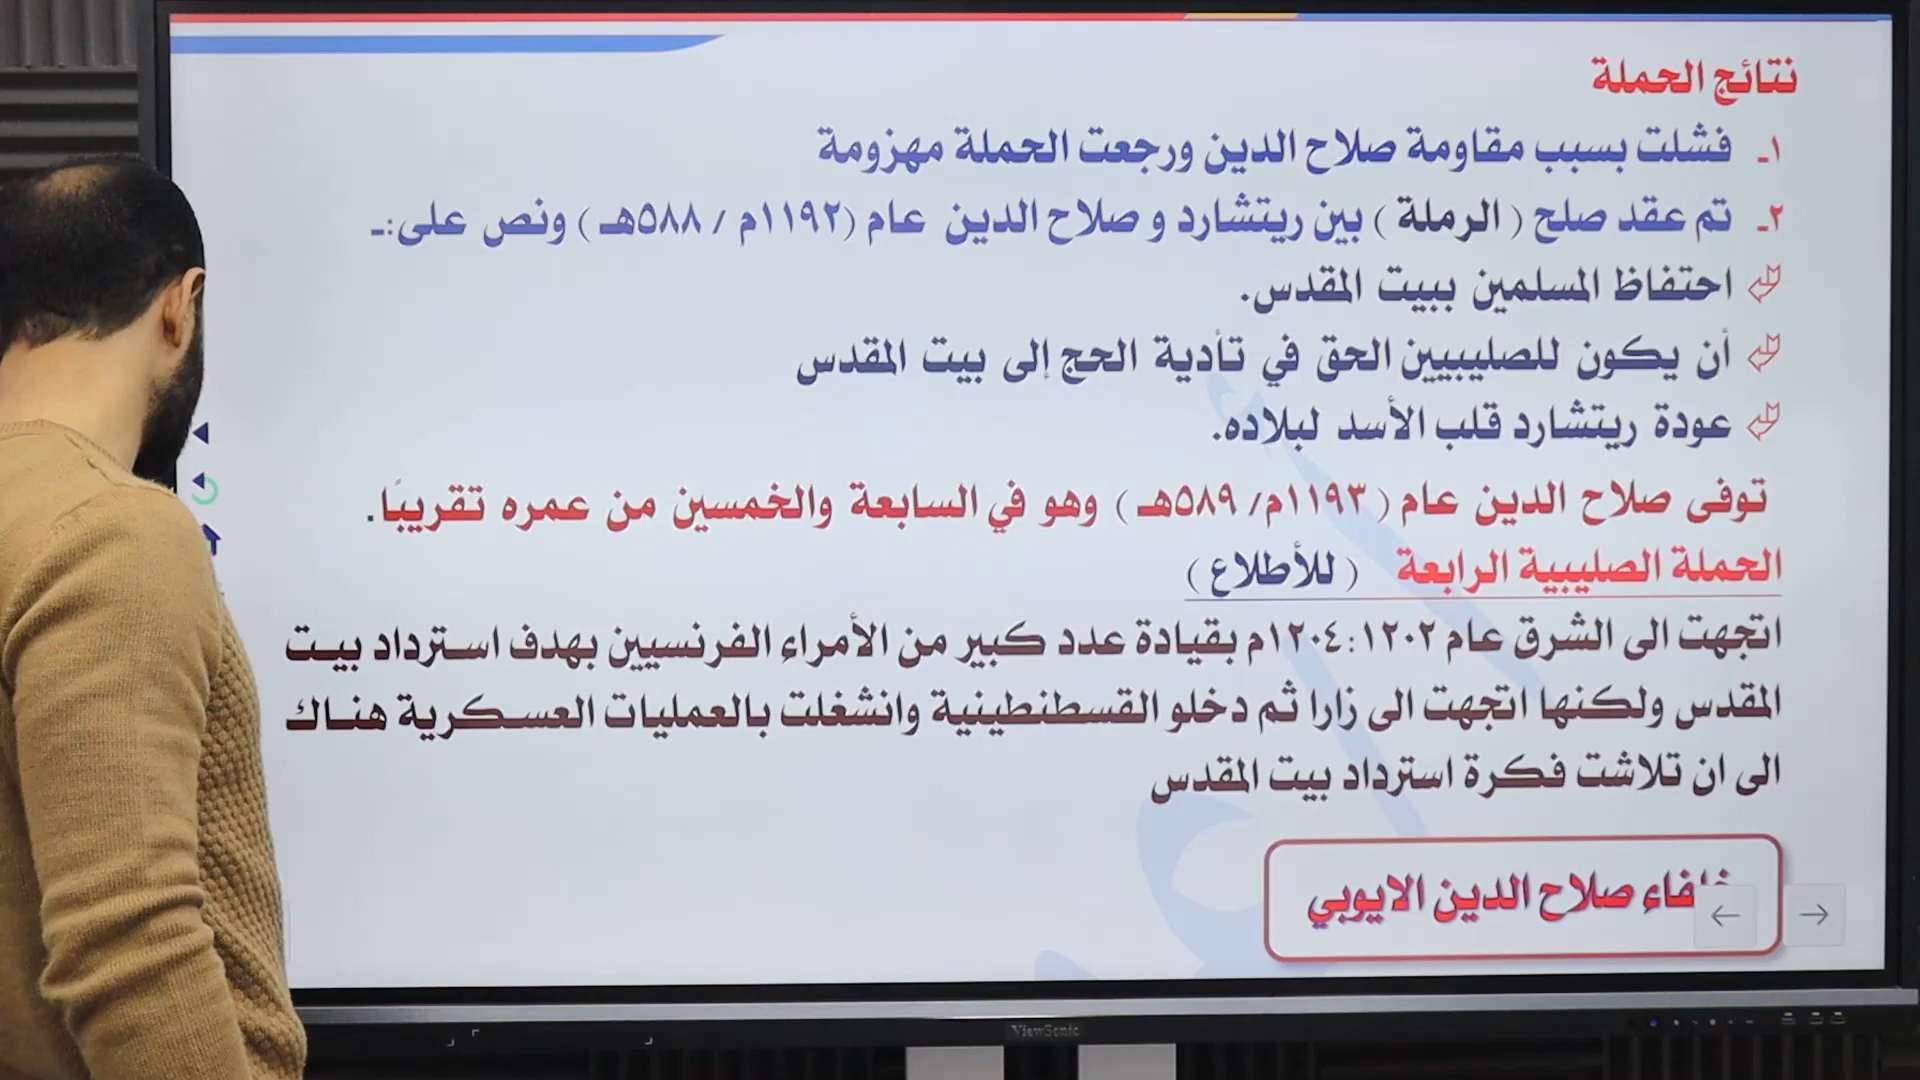 نتائج الحملة
١ـ فشلت بسبب مقاومة صلاح الدين ورجعت الحملة مهزومة
٢ـ تم عقد صلح ( الرملة ) بين ريتشارد و صلاح الدين عام (١١٩٢م / ٥٨٨هـ ) ونص على:ـ
احتفاظ المسلمين ببيت المقدس.
أن يكون للصليبيين الحق في تأدية الحج إلى بيت المقدس
عودة ريتشارد قلب الأسد لبلاده.
توفى صلاح الدين عام ( ١١٩٣م/ ٥٨٩هـ ) وهو في السابعة والخمسين من عمره تقريبًا.
الحملة الصليبية الرابعة ( للأطلاع )
اتجهت الى الشرق عام ١٢٠٢:١٢٠٤م بقيادة عدد كبير من الأمراء الفرنسيين بهدف استرداد بيت
المقدس ولكنها اتجهت الى زارا ثم دخلو القسطنطينية وانشغلت بالعمليات العسكرية هناك
الى ان تلاشت فكرة استرداد بيت المقدس
صلاح الدين الايوبي
ViewSonic